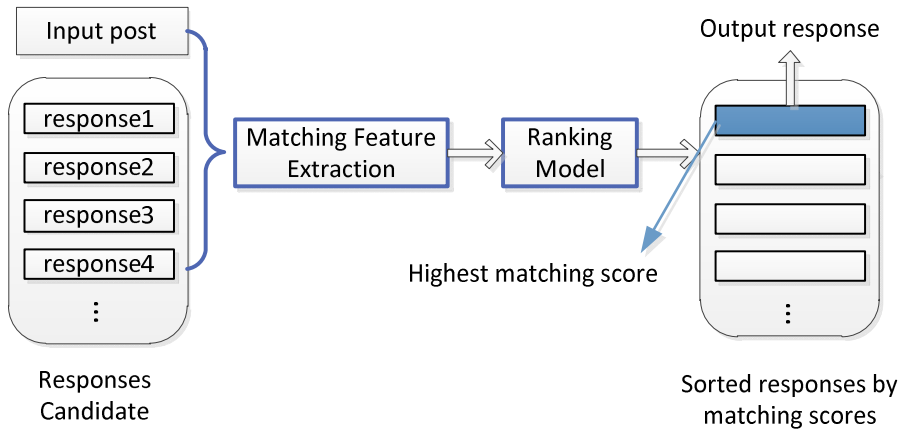 Input post
response1
response2
response3
response4
Responses
Candidate
Matching Feature
Extraction
Ranking
Model
Highest matching score
Output response
Sorted responses by
matching scores